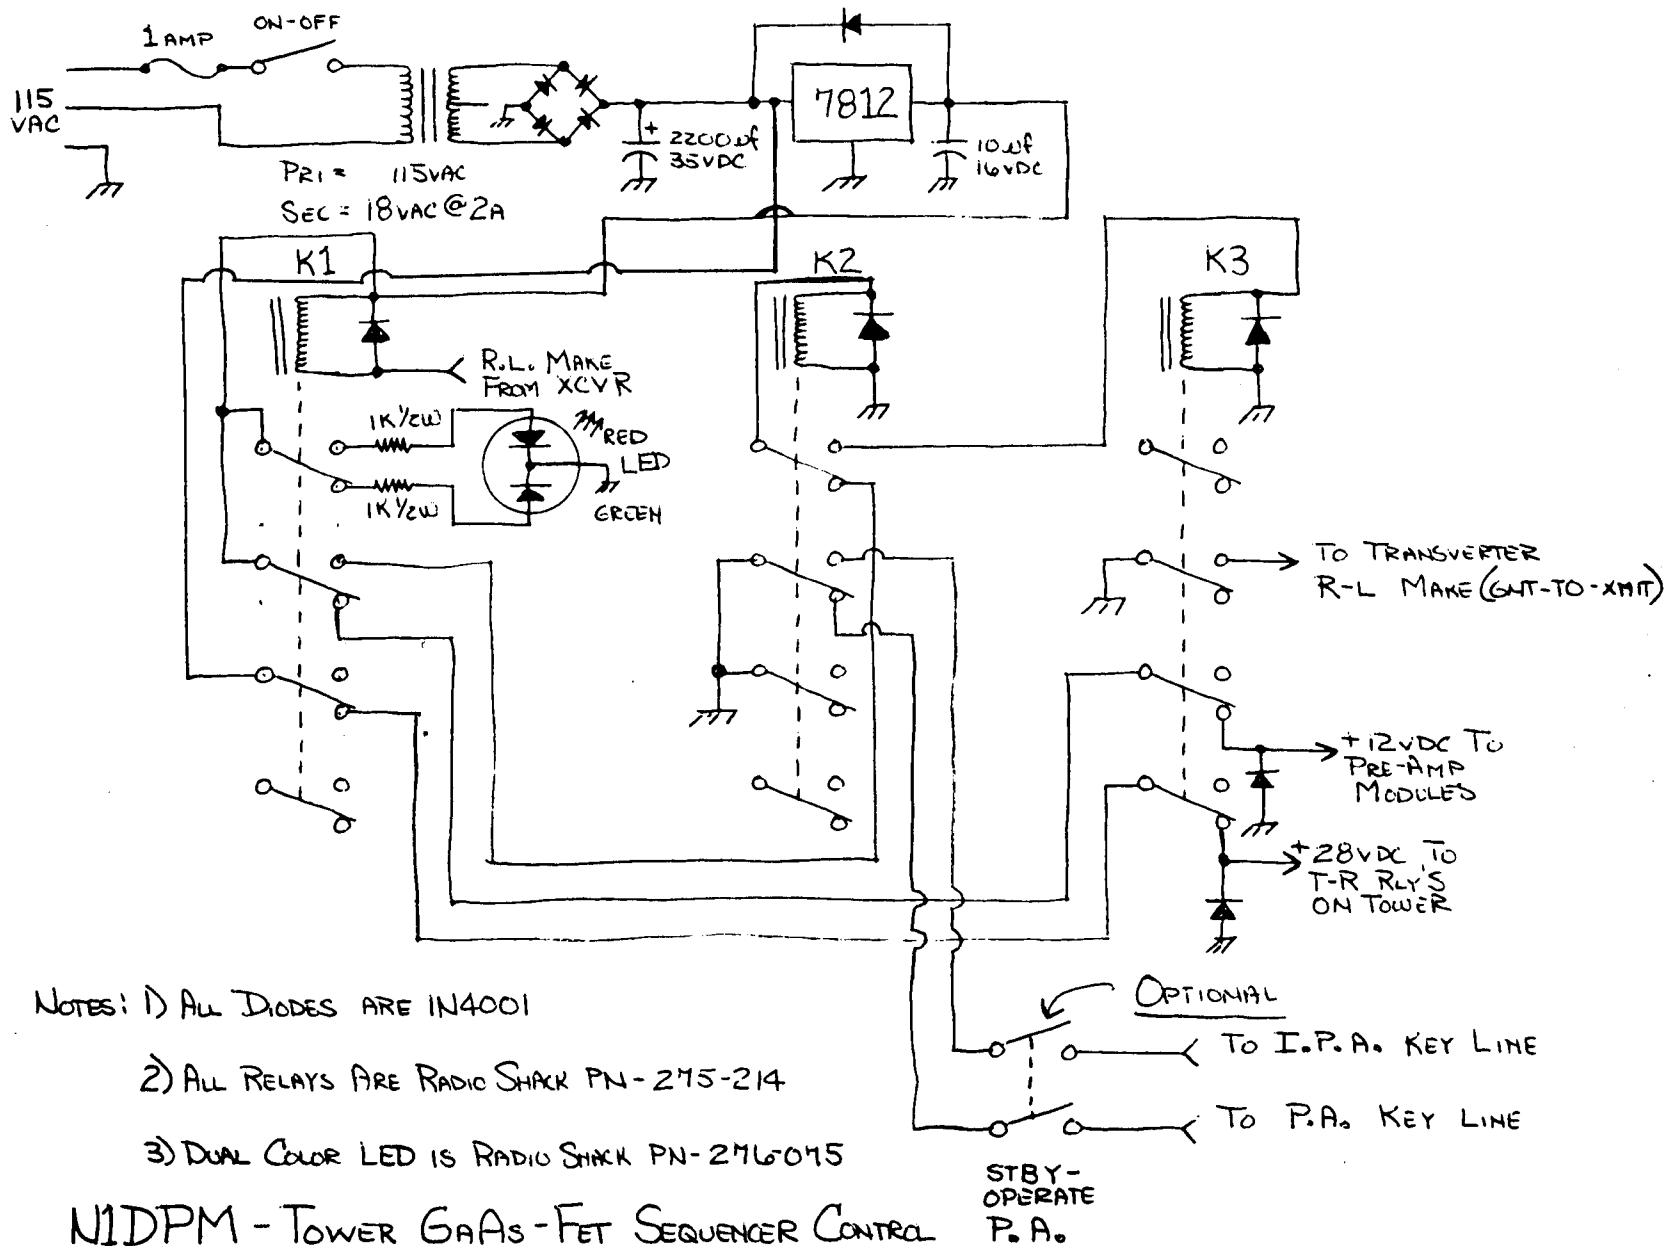 1 AMP
ON-OFF
115
VAC
7812
2200uf
35VDC
10uf
16VDC
PRI = 115VAC
SEC = 18VAC @ 2A
K1
K2
K3
R.L. MAKE
FROM XCVR
1K 1/2W
RED
LED
1K 1/2W
GREEN
TO TRANSVERTER
R-L MAKE (GNT-TO-XMIT)
+12VDC TO
PRE-AMP
MODULES
+28VDC TO
T-R RLY'S
ON TOWER
NOTES: 1) ALL DIODES ARE 1N4001
2) ALL RELAYS ARE RADIO SHACK PN-275-214
3) DUAL COLOR LED IS RADIO SHACK PN-276-075
OPTIONAL
TO I.P.A. KEY LINE
TO P.A. KEY LINE
STBY-
OPERATE
P.A.
N1DPM - TOWER GaAs-FET SEQUENCER CONTROL